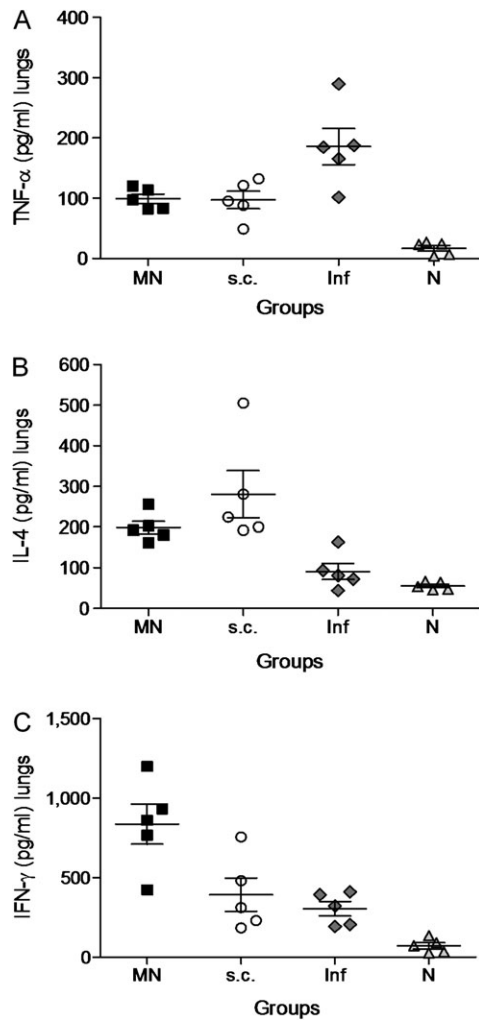 A
TNF-α (pg/ml) lungs
400
300
200
100
0
MN s.c. Inf N
Groups
B
IL-4 (pg/ml) lungs
600
500
400
300
200
100
0
MN s.c. Inf N
Groups
C
IFN-γ (pg/ml) lungs
1,500
1,000
500
0
MN s.c. Inf N
Groups